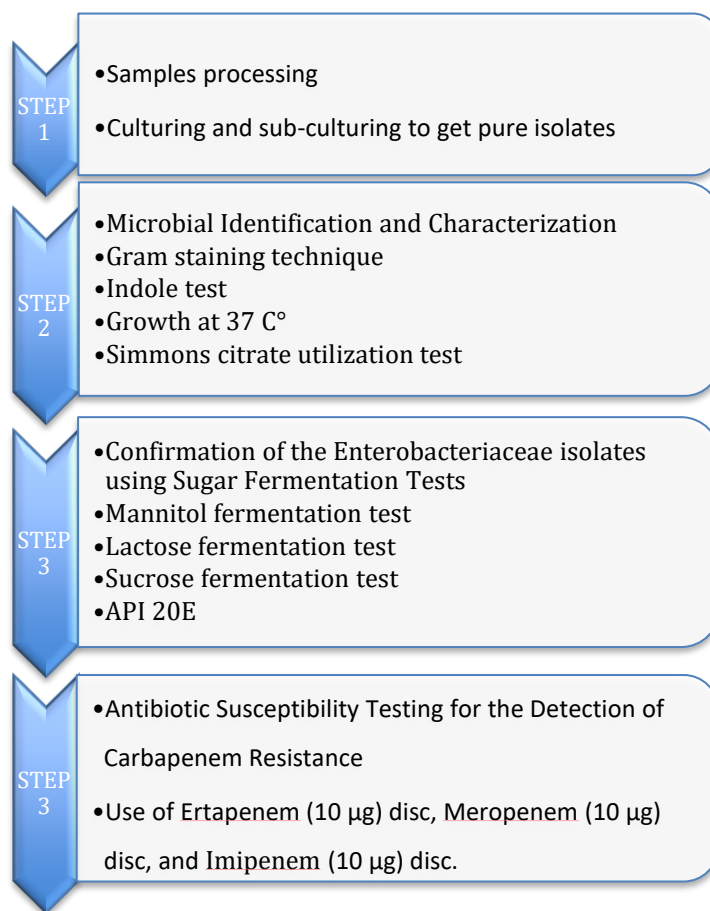 STEP
1
•Samples processing
•Culturing and sub-culturing to get pure isolates
STEP
2
•Microbial Identification and Characterization
•Gram staining technique
•Indole test
•Growth at 37 C°
•Simmons citrate utilization test
STEP
3
•Confirmation of the Enterobacteriaceae isolates
using Sugar Fermentation Tests
•Mannitol fermentation test
•Lactose fermentation test
•Sucrose fermentation test
•API 20E
STEP
3
•Antibiotic Susceptibility Testing for the Detection of
Carbapenem Resistance
•Use of Ertapenem (10 µg) disc, Meropenem (10 µg)
disc, and Imipenem (10 µg) disc.